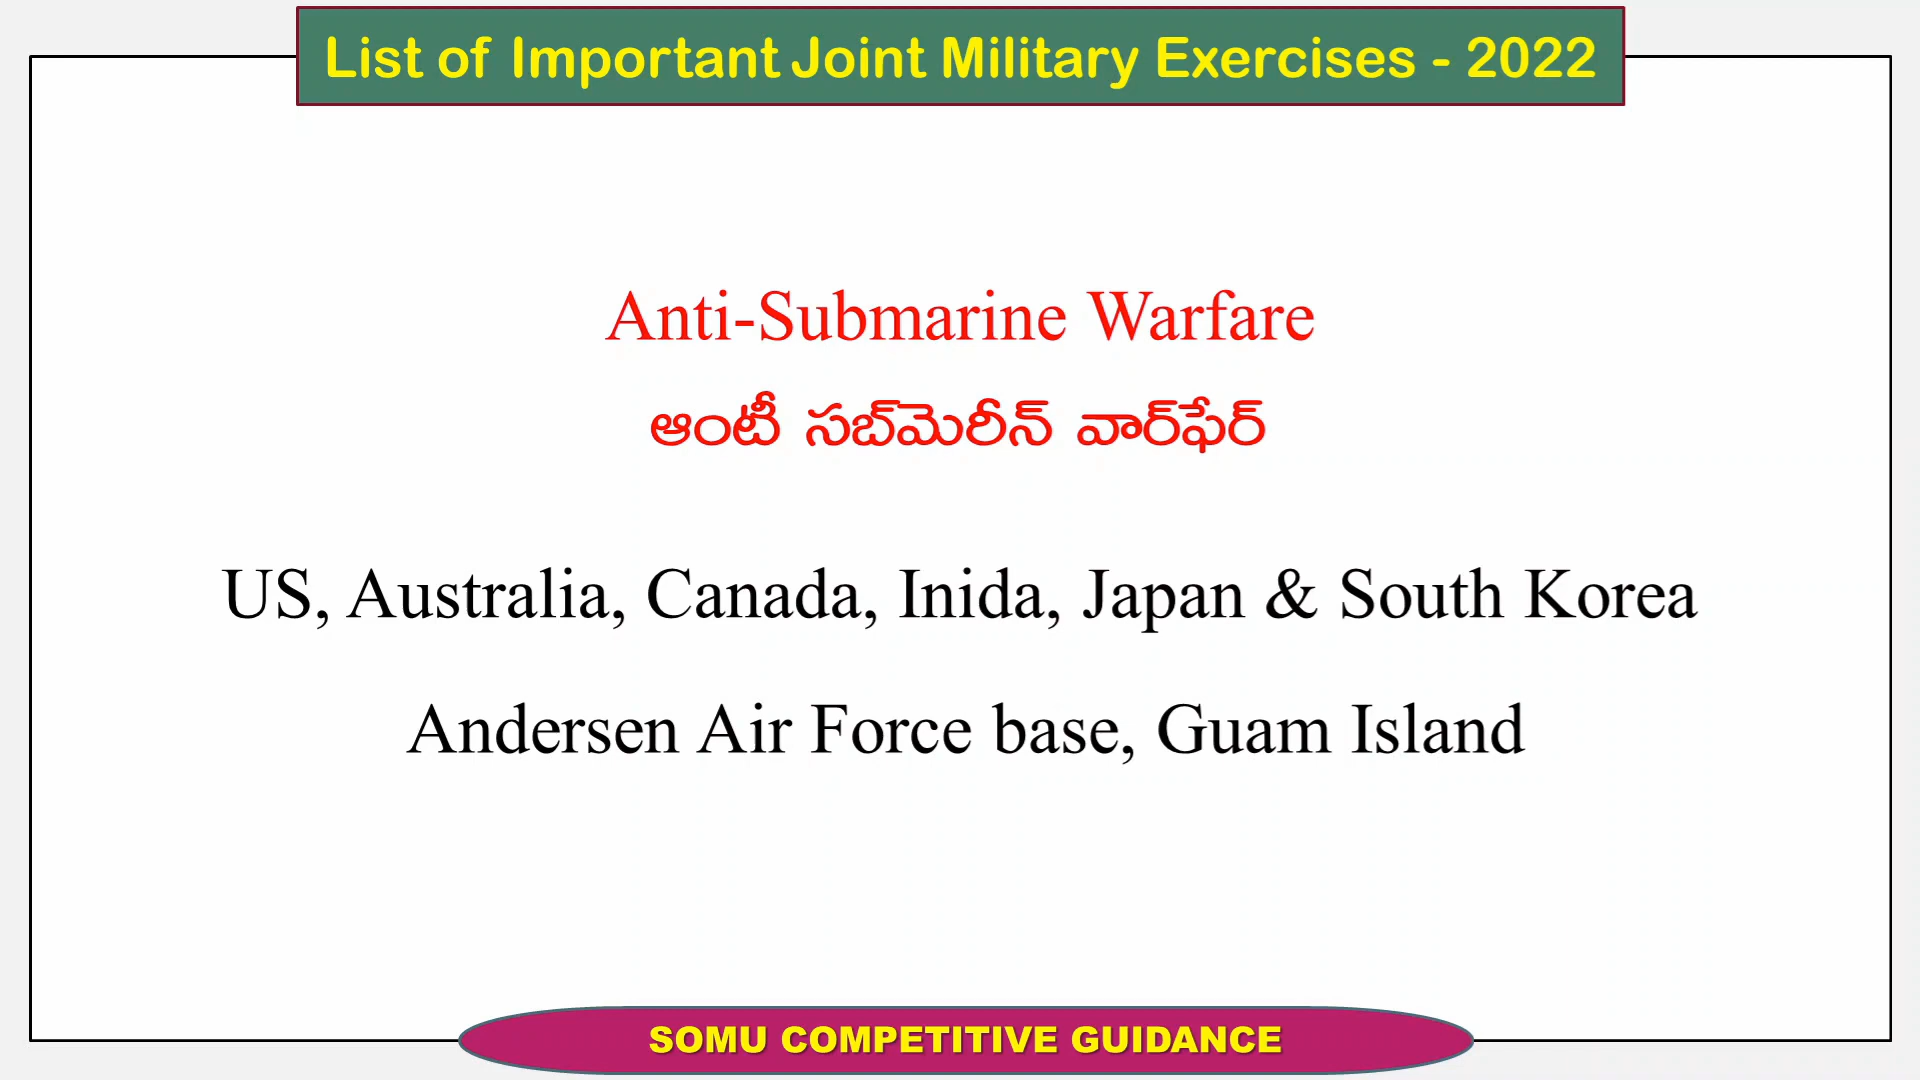 List of Important Joint Military Exercises - 2022
Anti-Submarine Warfare
ఆంటీ సబ్‌మెరీన్ వార్‌ఫేర్
US, Australia, Canada, Inida, Japan & South Korea
Andersen Air Force base, Guam Island
SOMU COMPETITIVE GUIDANCE